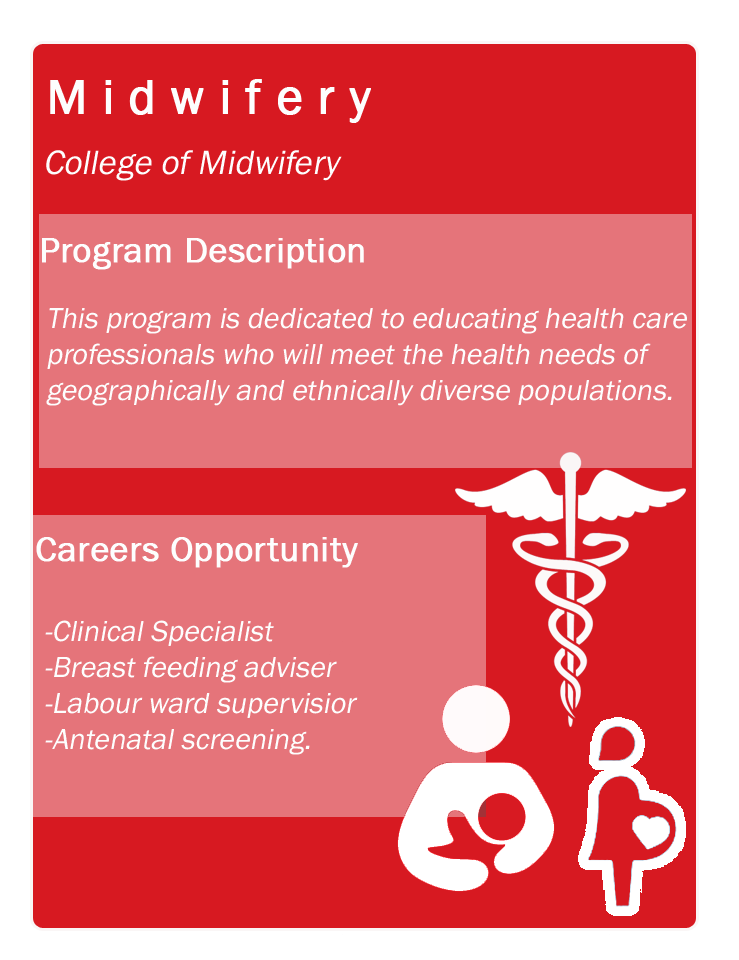 Midwifery
College of Midwifery
Program Description
This program is dedicated to educating health care
professionals who will meet the health needs of
geographically and ethnically diverse populations.
Careers Opportunity
-Clinical Specialist
-Breast feeding adviser
-Labour ward supervisior
-Antenatal screening.